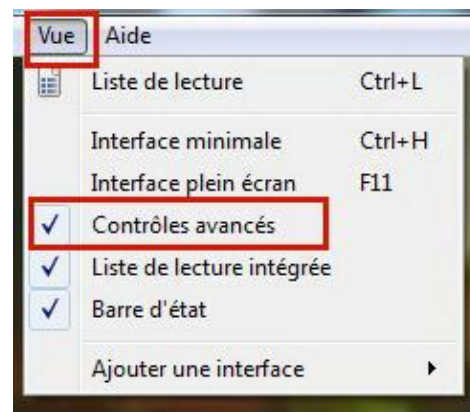 Vue Aide
Liste de lecture Ctrl+L
Interface minimale Ctrl+H
Interface plein écran F11
Contrôles avancés
Liste de lecture intégrée
Barre d'état
Ajouter une interface